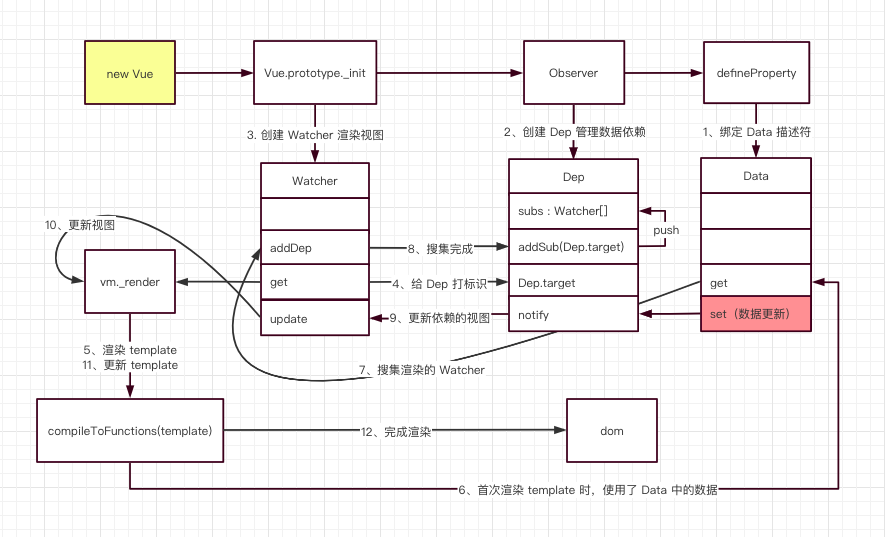 new Vue
Vue.prototype._init
Observer
defineProperty
3. 创建 Watcher 渲染视图
2、创建 Dep 管理数据依赖
1、绑定 Data 描述符
Watcher
Dep
Data
subs : Watcher[]
push
10、更新视图
addDep
8、搜集完成
addSub(Dep.target)
vm._render
get
4、给 Dep 打标识
Dep.target
get
update
9、更新依赖的视图
notify
set（数据更新）
5、渲染 template
11、更新 template
7、搜集渲染的 Watcher
compileToFunctions(template)
12、完成渲染
dom
6、首次渲染 template 时，使用了 Data 中的数据